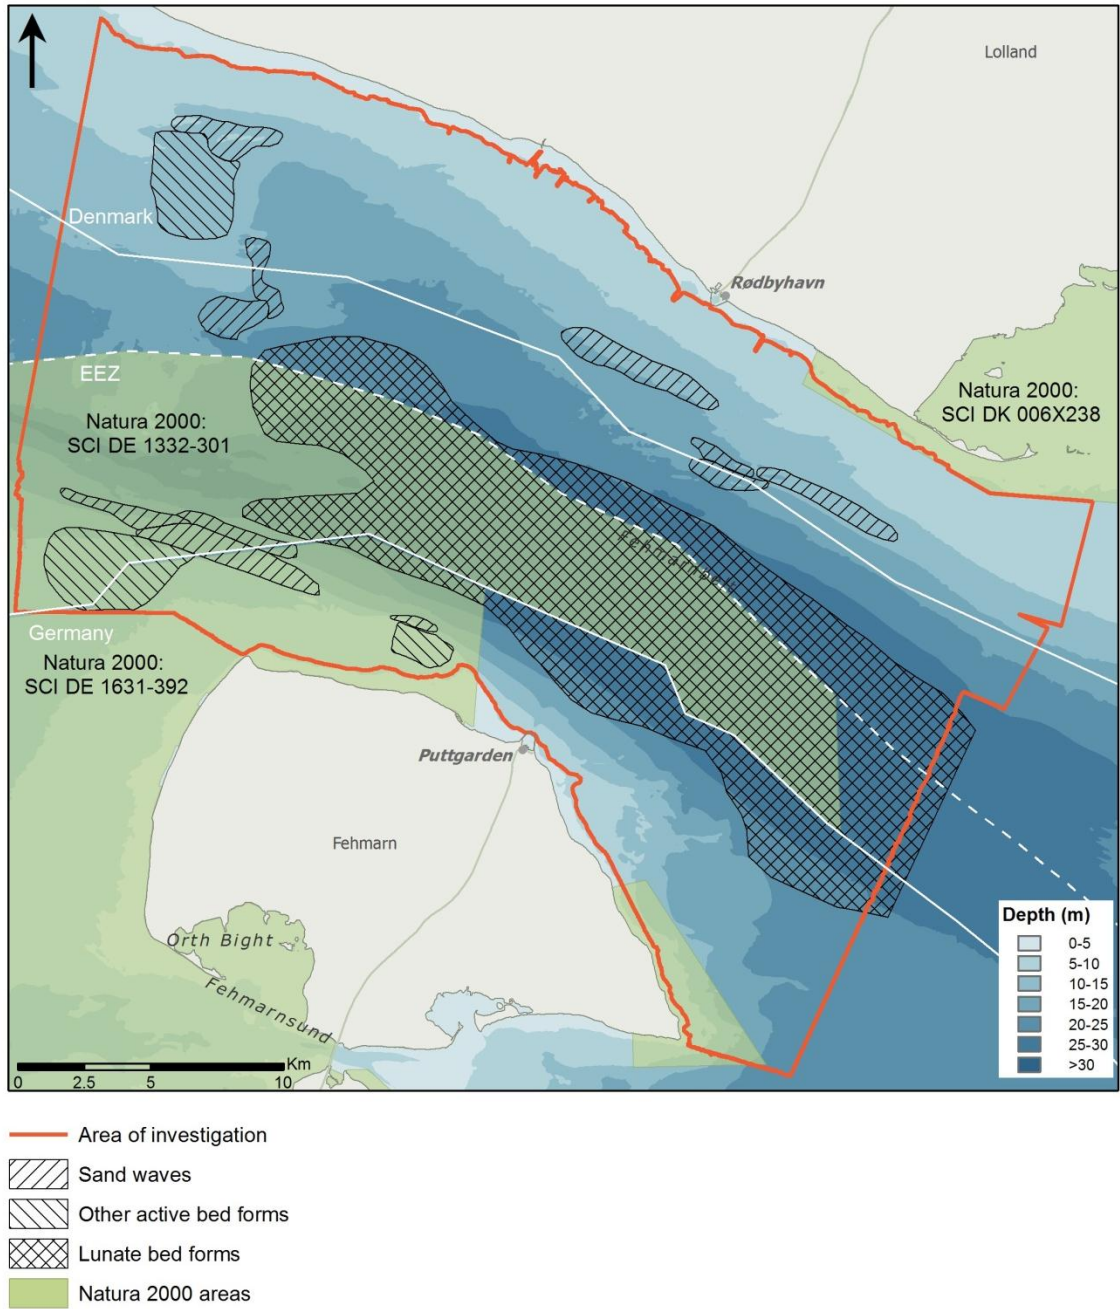 Lolland
Denmark
Rødbyhavn
EEZ
Natura 2000:
SCI DE 1332-301
Natura 2000:
SCI DK 006X238
Germany
Natura 2000:
SCI DE 1631-392
Puttgarden
Fehmarn
Orth Bight
Fehmarnsund
Depth (m)
0-5
5-10
10-15
15-20
20-25
25-30
>30
Km
0 2.5 5 10
Area of investigation
Sand waves
Other active bed forms
Lunate bed forms
Natura 2000 areas